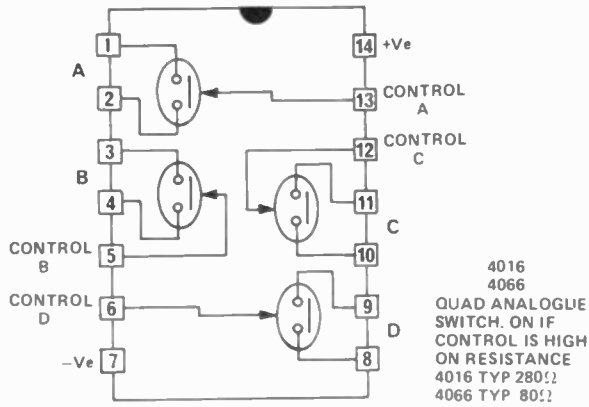 1
14 +Ve
A
2
13 CONTROL
A
3
12 CONTROL
C
B
4
11
C
CONTROL
B
5
10
CONTROL
D
6
9
D
−Ve 7
8
4016
4066
QUAD ANALOGUE
SWITCH. ON IF
CONTROL IS HIGH
ON RESISTANCE
4016 TYP 280Ω
4066 TYP 80Ω